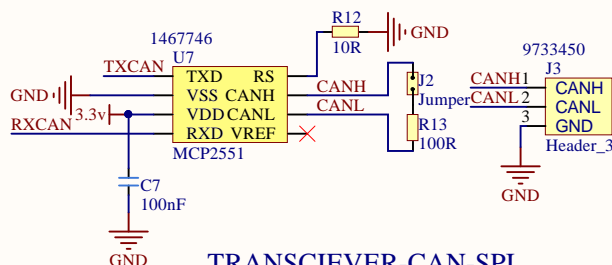 R12
10R
GND
1467746
U7
TXCAN
TXD RS
GND
VSS CANH
CANH
3.3v
VDD CANL
CANL
RXCAN
RXD VREF
MCP2551
C7
100nF
GND
J2
Jumper
R13
100R
9733450
J3
CANH 1 CANH
CANL 2 CANL
3 GND
Header_3
GND
TRANSCIEVER CAN-SPI